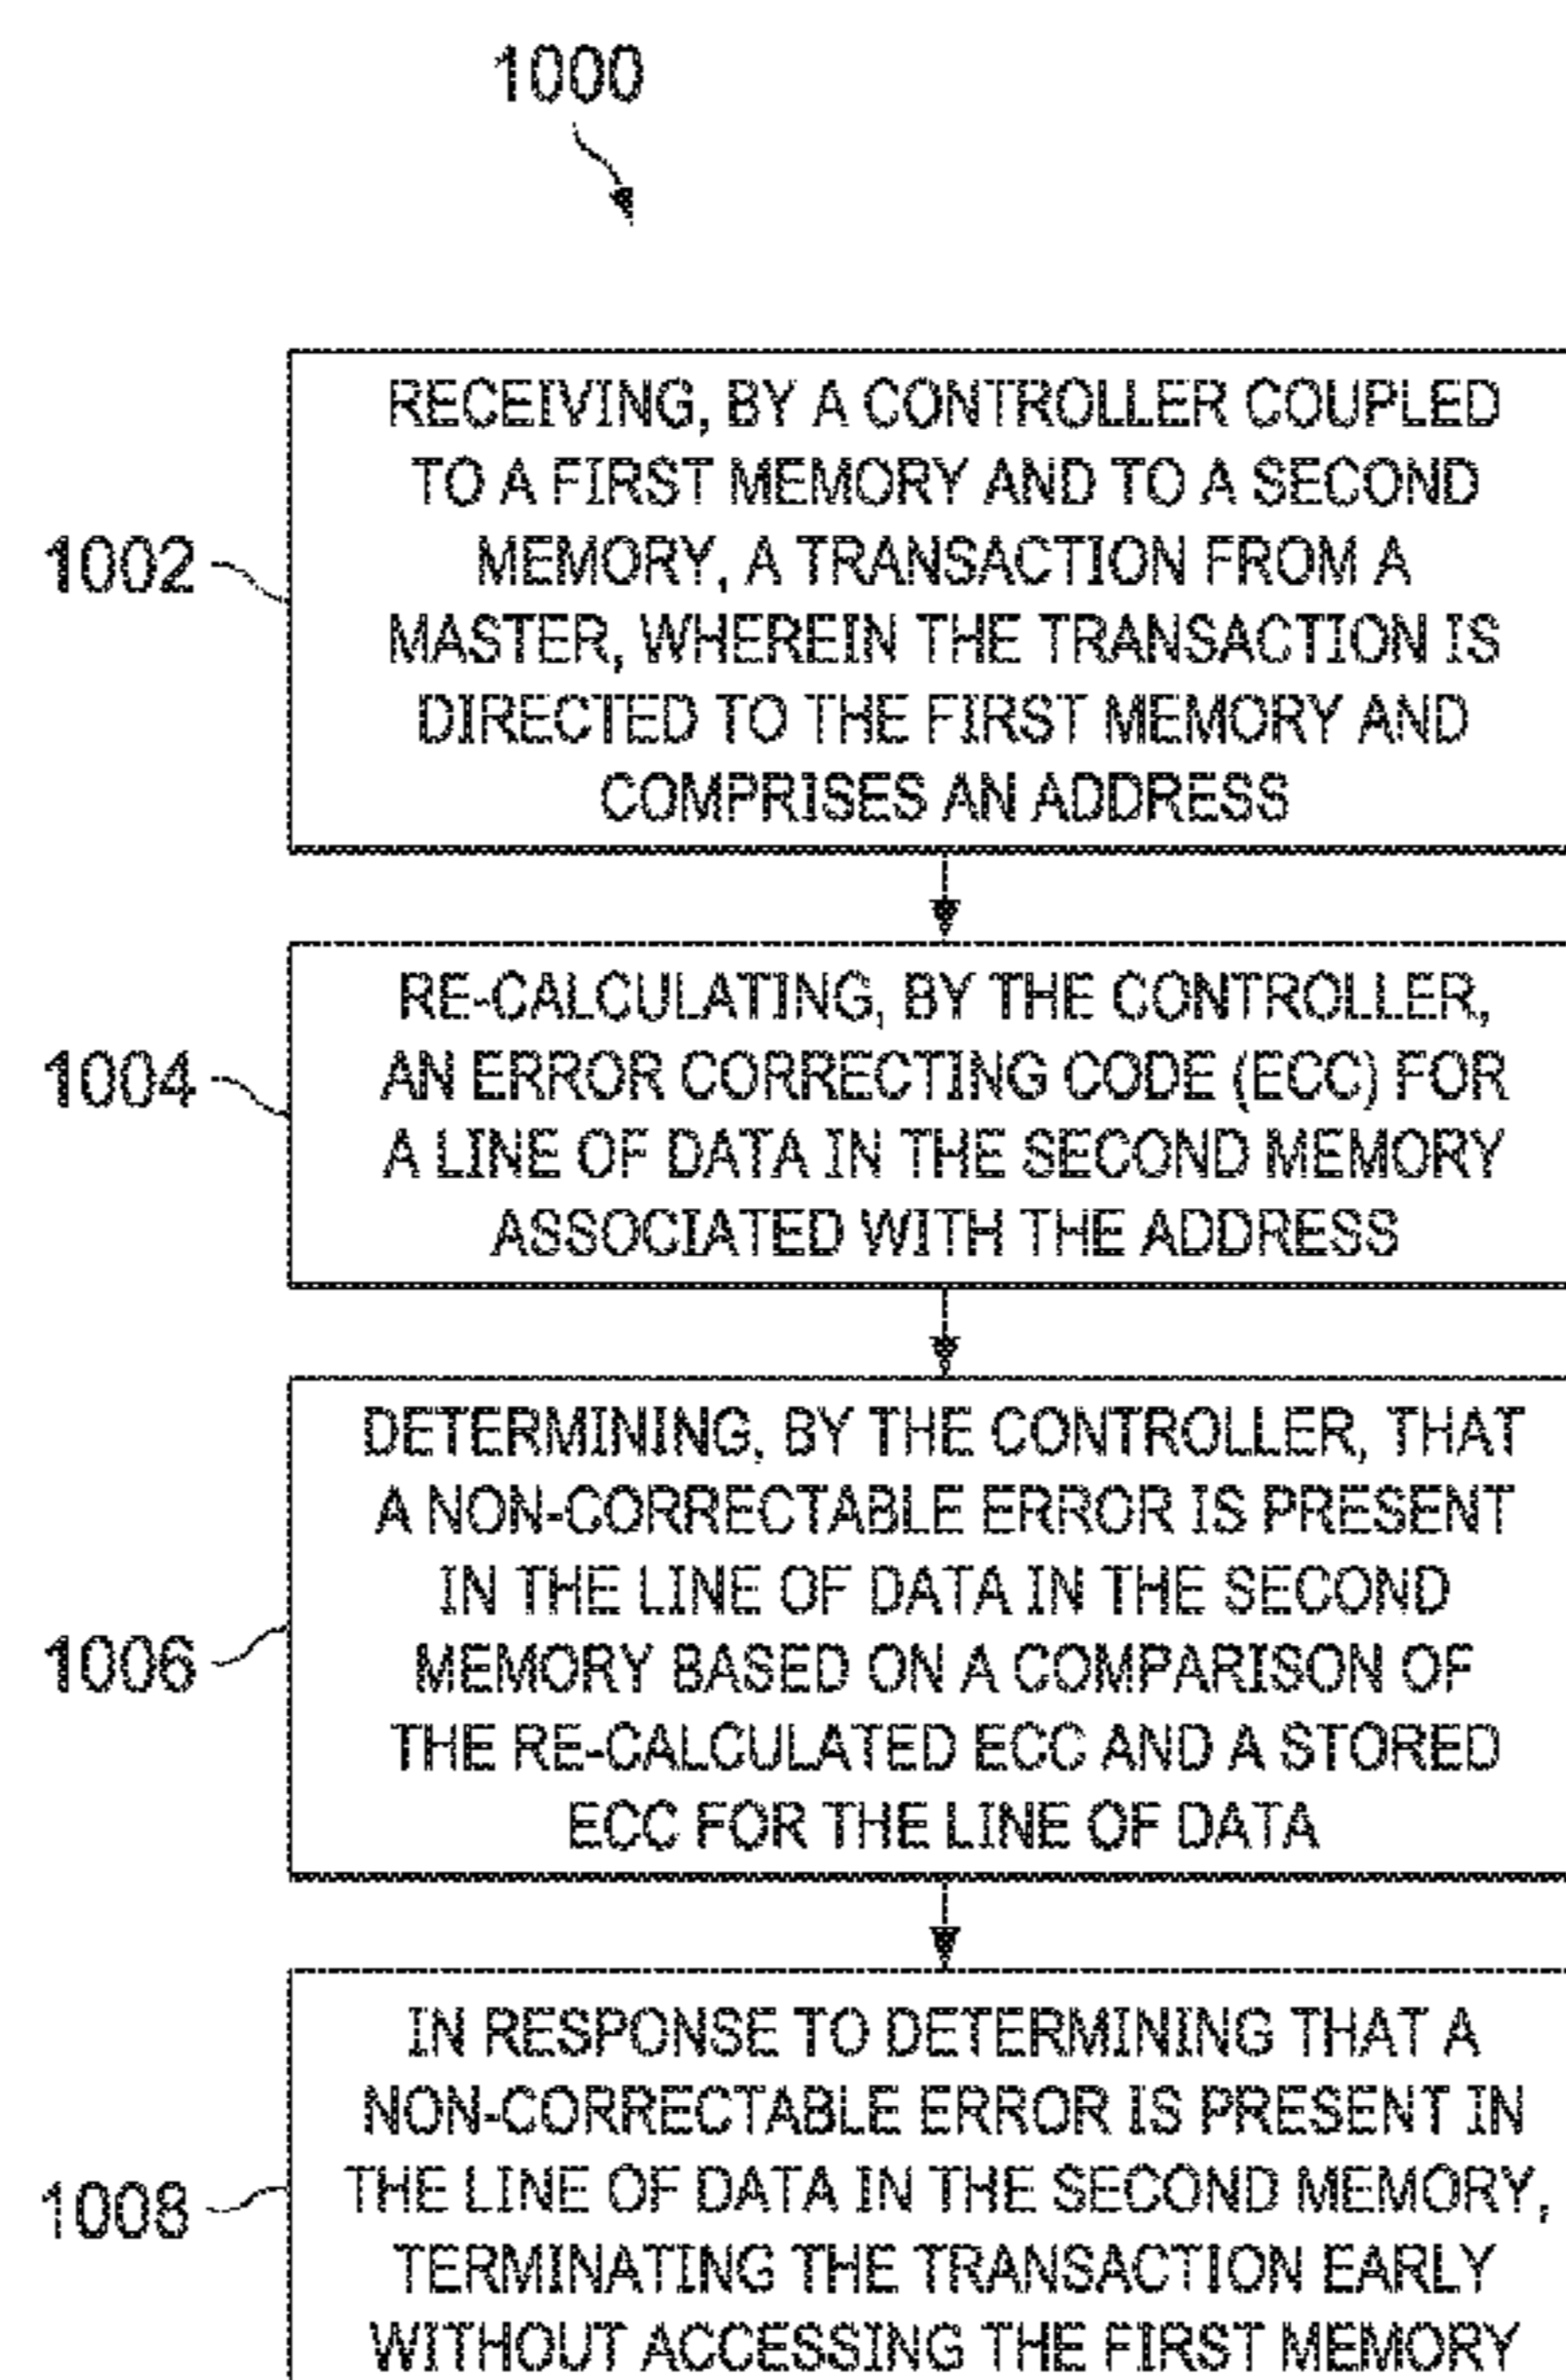 1000
RECEIVING, BY A CONTROLLER COUPLED
TO A FIRST MEMORY AND TO A SECOND
MEMORY, A TRANSACTION FROM A
MASTER, WHEREIN THE TRANSACTION IS
DIRECTED TO THE FIRST MEMORY AND
COMPRISES AN ADDRESS
1002
RE-CALCULATING, BY THE CONTROLLER,
AN ERROR CORRECTING CODE (ECC) FOR
A LINE OF DATA IN THE SECOND MEMORY
ASSOCIATED WITH THE ADDRESS
1004
DETERMINING, BY THE CONTROLLER, THAT
A NON-CORRECTABLE ERROR IS PRESENT
IN THE LINE OF DATA IN THE SECOND
MEMORY BASED ON A COMPARISON OF
THE RE-CALCULATED ECC AND A STORED
ECC FOR THE LINE OF DATA
1006
IN RESPONSE TO DETERMINING THAT A
NON-CORRECTABLE ERROR IS PRESENT IN
THE LINE OF DATA IN THE SECOND MEMORY,
TERMINATING THE TRANSACTION EARLY
WITHOUT ACCESSING THE FIRST MEMORY
1008